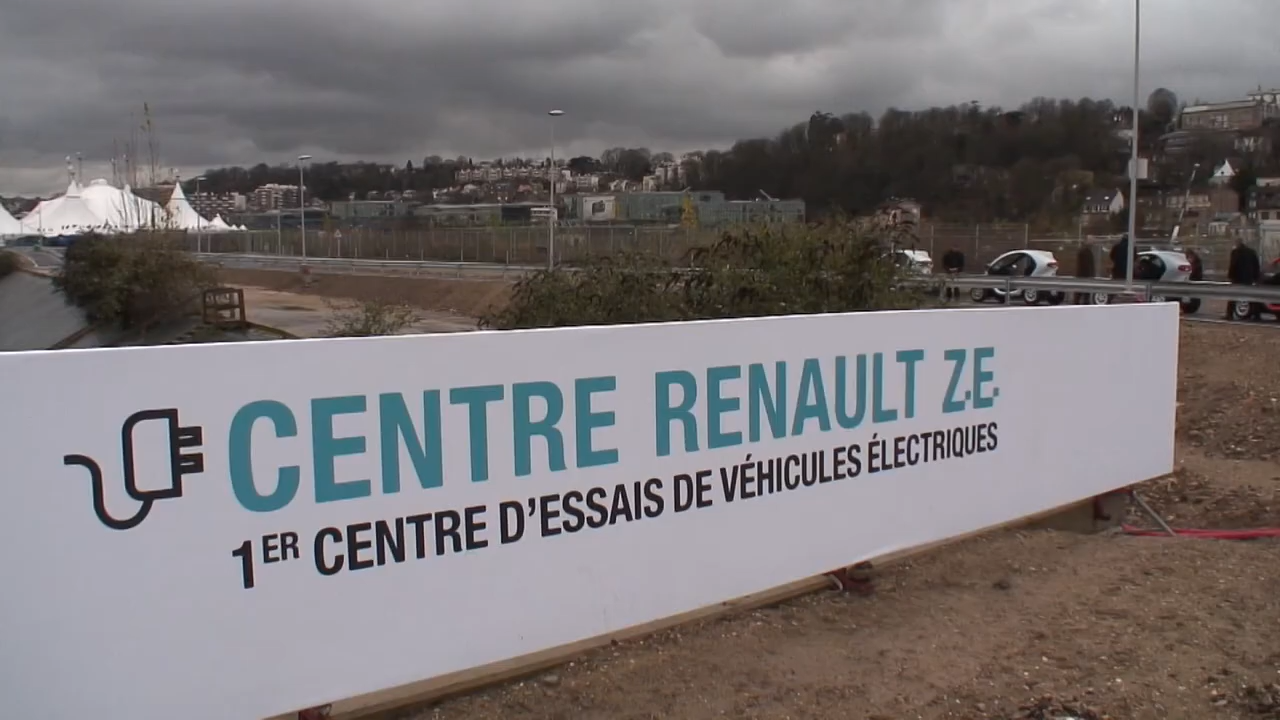 CENTRE RENAULT Z.E.
1ER CENTRE D'ESSAIS DE VÉHICULES ÉLECTRIQUES